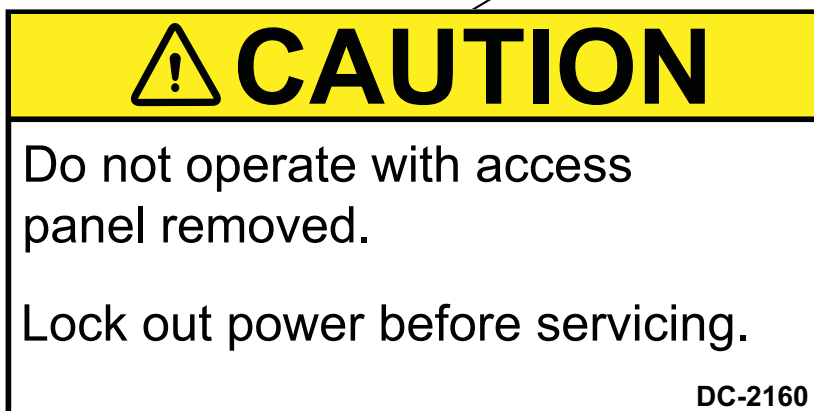 CAUTION
Do not operate with access
panel removed.
Lock out power before servicing.
DC-2160